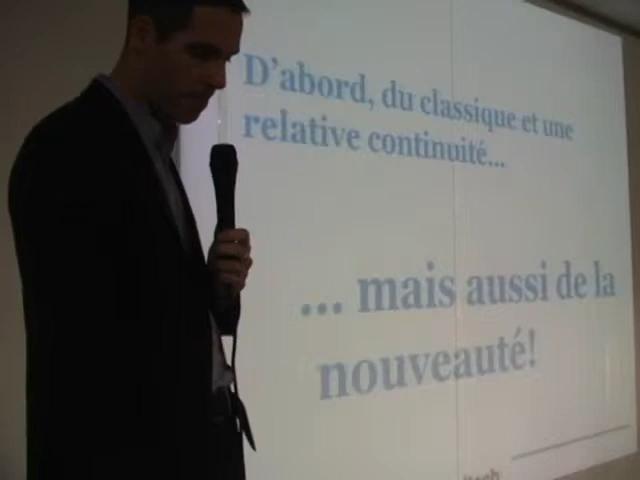 D'abord, du classique et une
relative continuité...
... mais aussi de la
nouveauté!